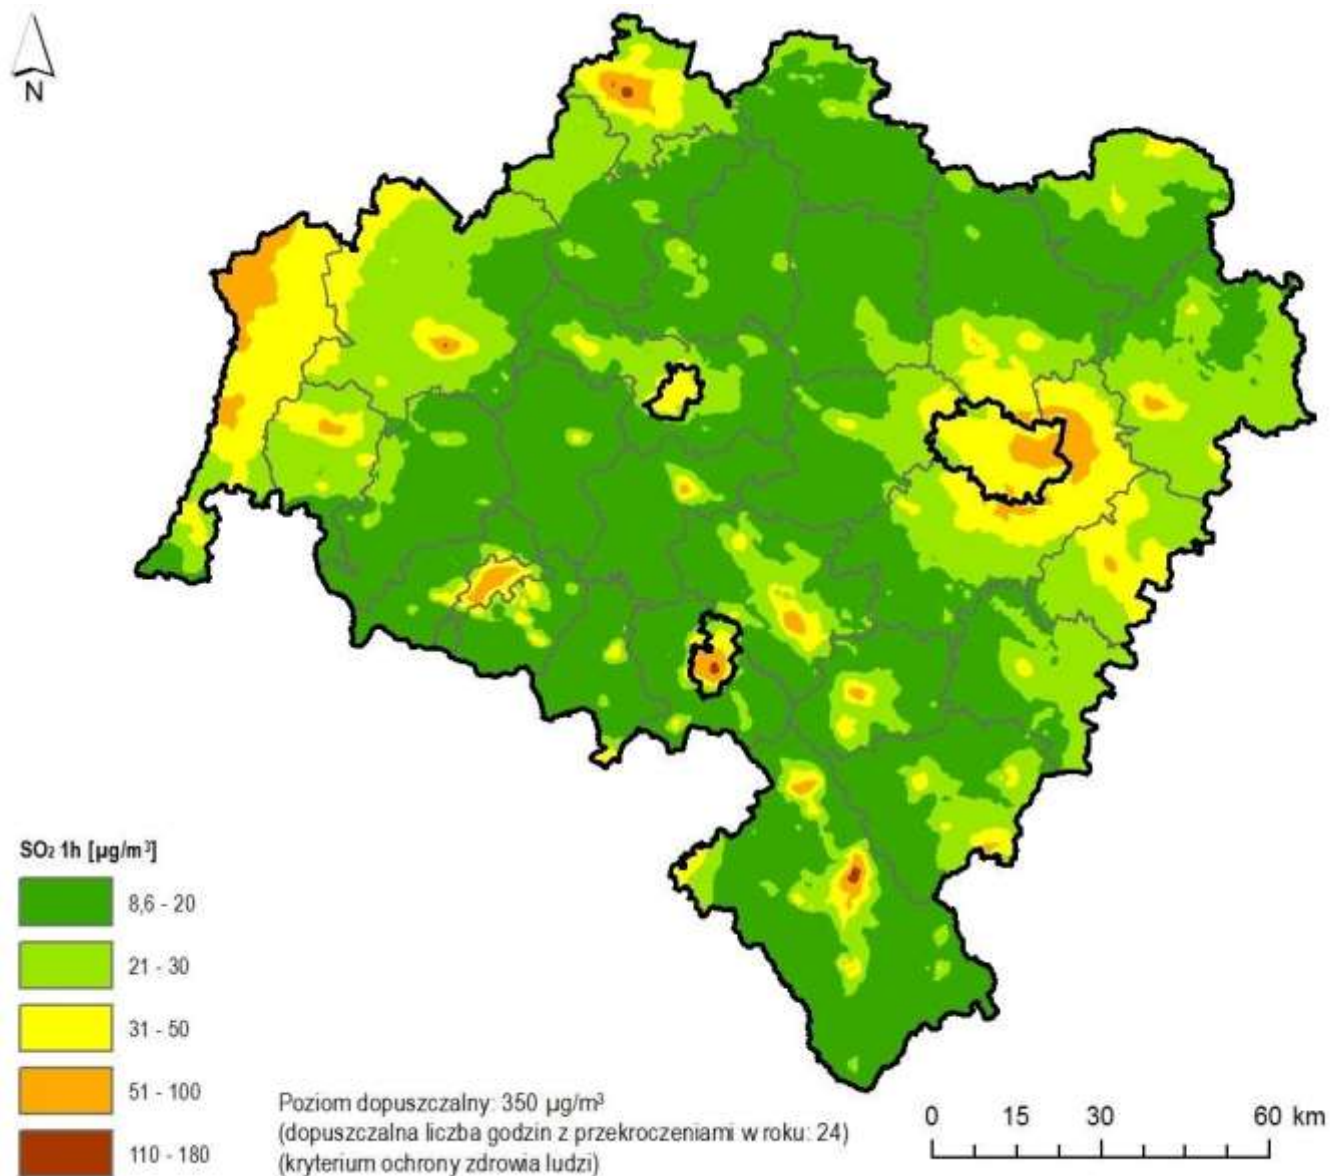 N
SO₂ 1h [µg/m³]
8,6 - 20
21 - 30
31 - 50
51 - 100
110 - 180
Poziom dopuszczalny: 350 µg/m³
(dopuszczalna liczba godzin z przekroczeniami w roku: 24)
(kryterium ochrony zdrowia ludzi)
0 15 30 60 km